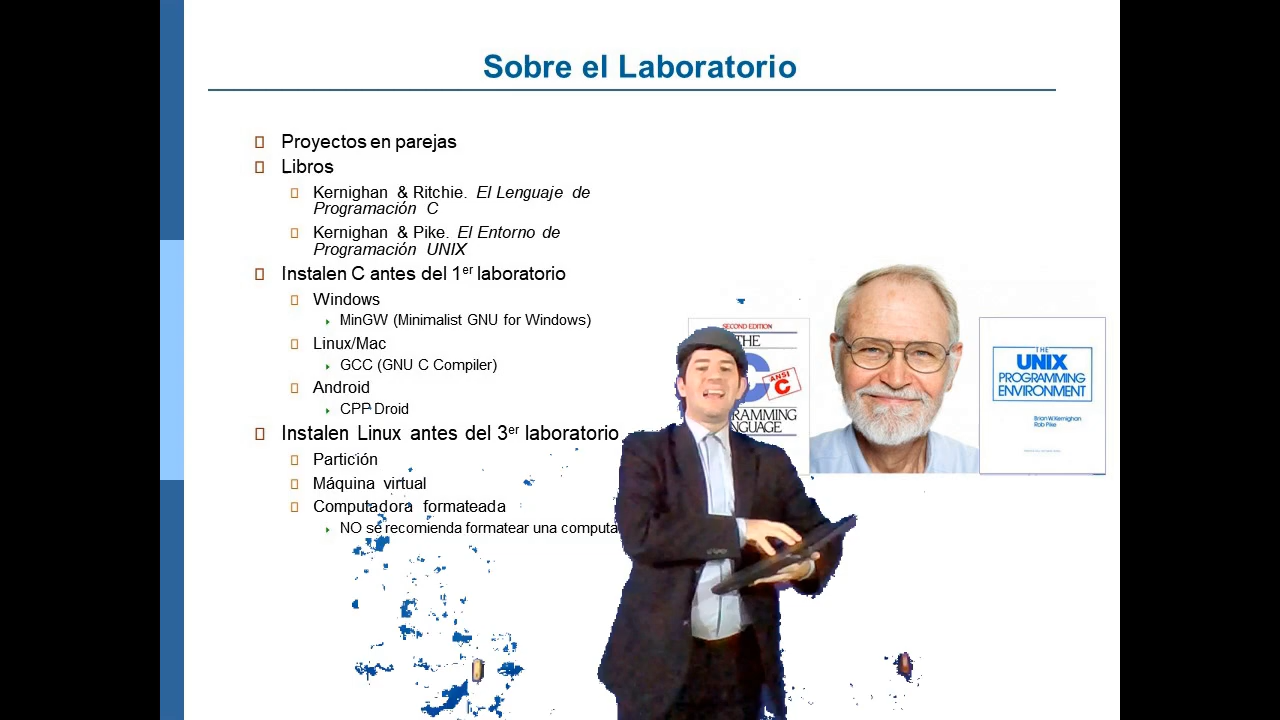 Sobre el Laboratorio
Proyectos en parejas
Libros
Kernighan & Ritchie. El Lenguaje de
Programación C
Kernighan & Pike. El Entorno de
Programación UNIX
Instalen C antes del 1er laboratorio
Windows
MinGW (Minimalist GNU for Windows)
Linux/Mac
GCC (GNU C Compiler)
Android
CPP Droid
Instalen Linux antes del 3er laboratorio
Partición
Máquina virtual
Computadora formateada
NO se recomienda formatear una computa
SECOND EDITION
THE
C
ANSI
C
RAMMING
NGUAGE
THE
UNIX
PROGRAMMING
ENVIRONMENT
Brian W. Kernighan
Rob Pike